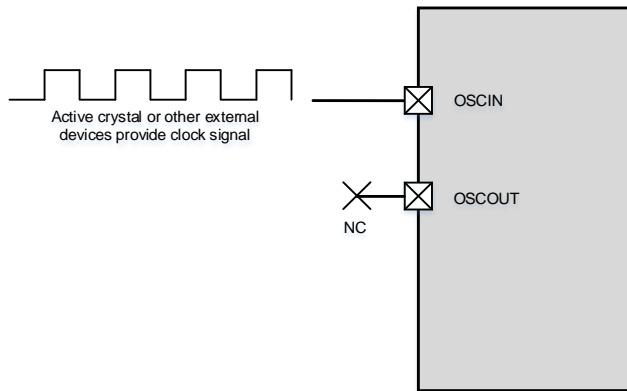 OSCIN
Active crystal or other external
devices provide clock signal
OSCOUT
NC